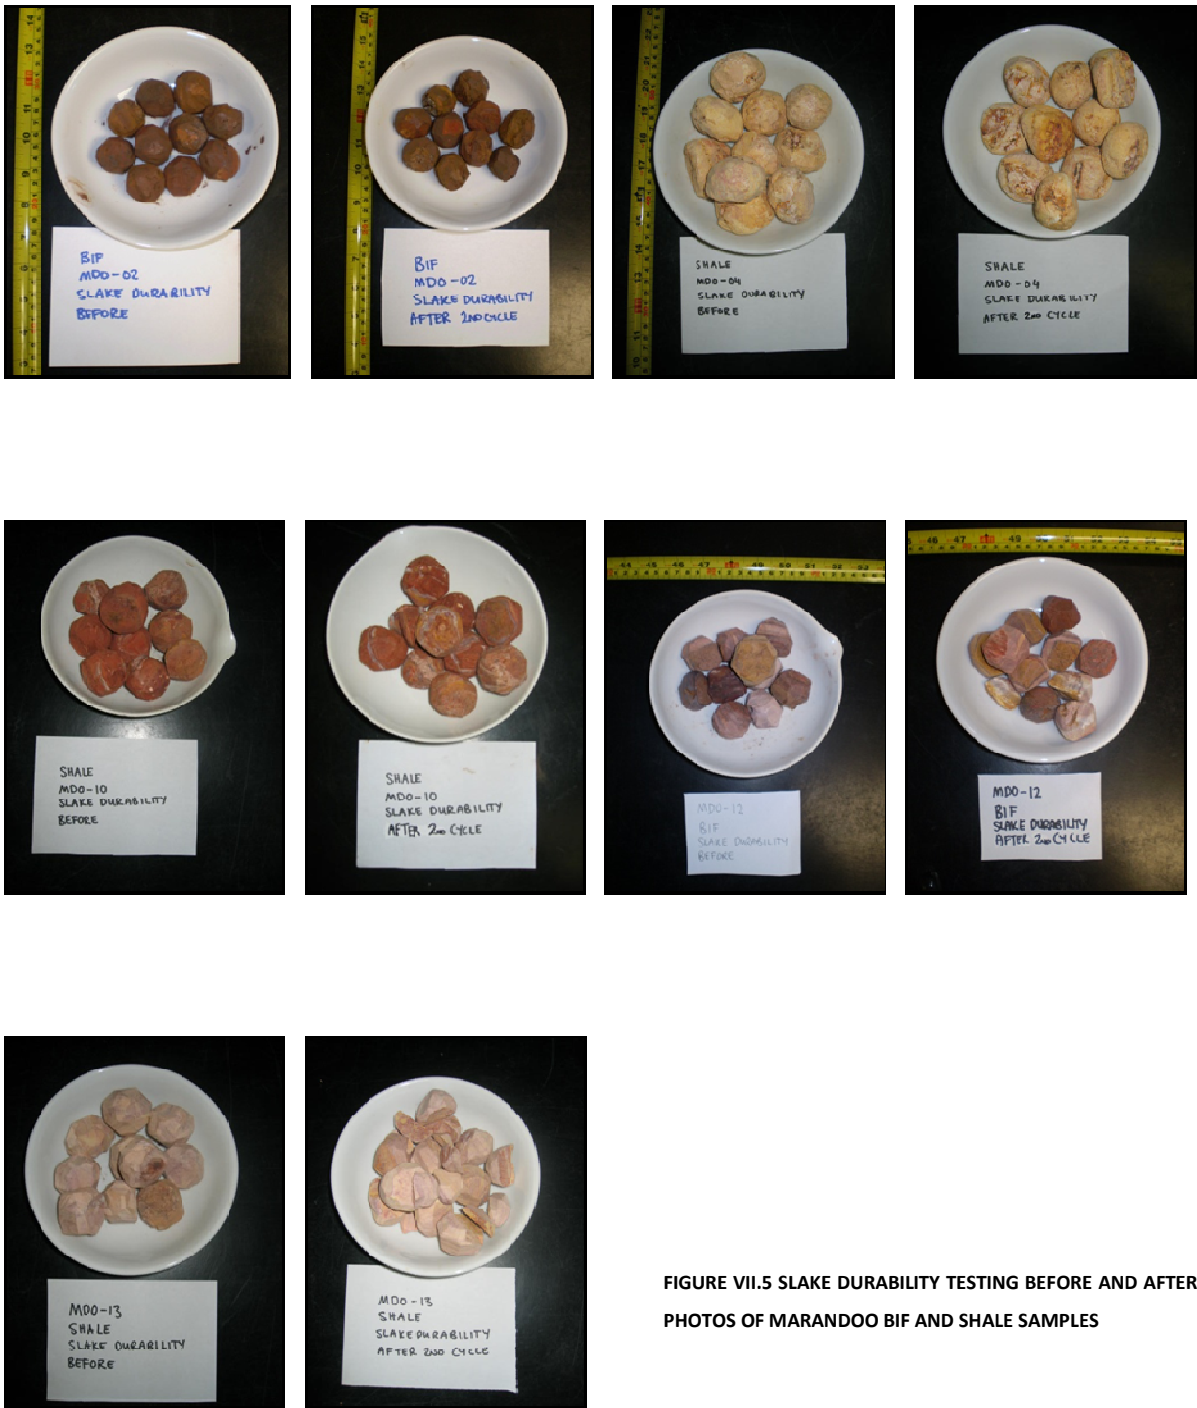 BIF
MDO-02
SLAKE DURABILITY
BEFORE
BIF
MDO-02
SLAKE DURABILITY
AFTER 2ND CYCLE
SHALE
MDO-04
SLAKE DURABILITY
BEFORE
SHALE
MDO-04
SLAKE DURABILITY
AFTER 2ND CYCLE
SHALE
MDO-10
SLAKE DURABILITY
BEFORE
SHALE
MDO-10
SLAKE DURABILITY
AFTER 2ND CYCLE
MDO-12
BIF
SLAKE DURABILITY
BEFORE
MDO-12
BIF
SLAKE DURABILITY
AFTER 2ND CYCLE
MDO-13
SHALE
SLAKE DURABILITY
BEFORE
MDO-13
SHALE
SLAKE DURABILITY
AFTER 2ND CYCLE
FIGURE VII.5 SLAKE DURABILITY TESTING BEFORE AND AFTER
PHOTOS OF MARANDOO BIF AND SHALE SAMPLES